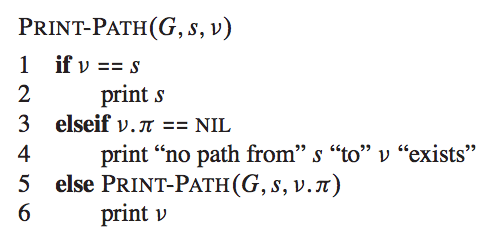 PRINT-PATH(G, s, v)
1 if v == s
2 print s
3 elseif v.π == NIL
4 print “no path from” s “to” v “exists”
5 else PRINT-PATH(G, s, v.π)
6 print v